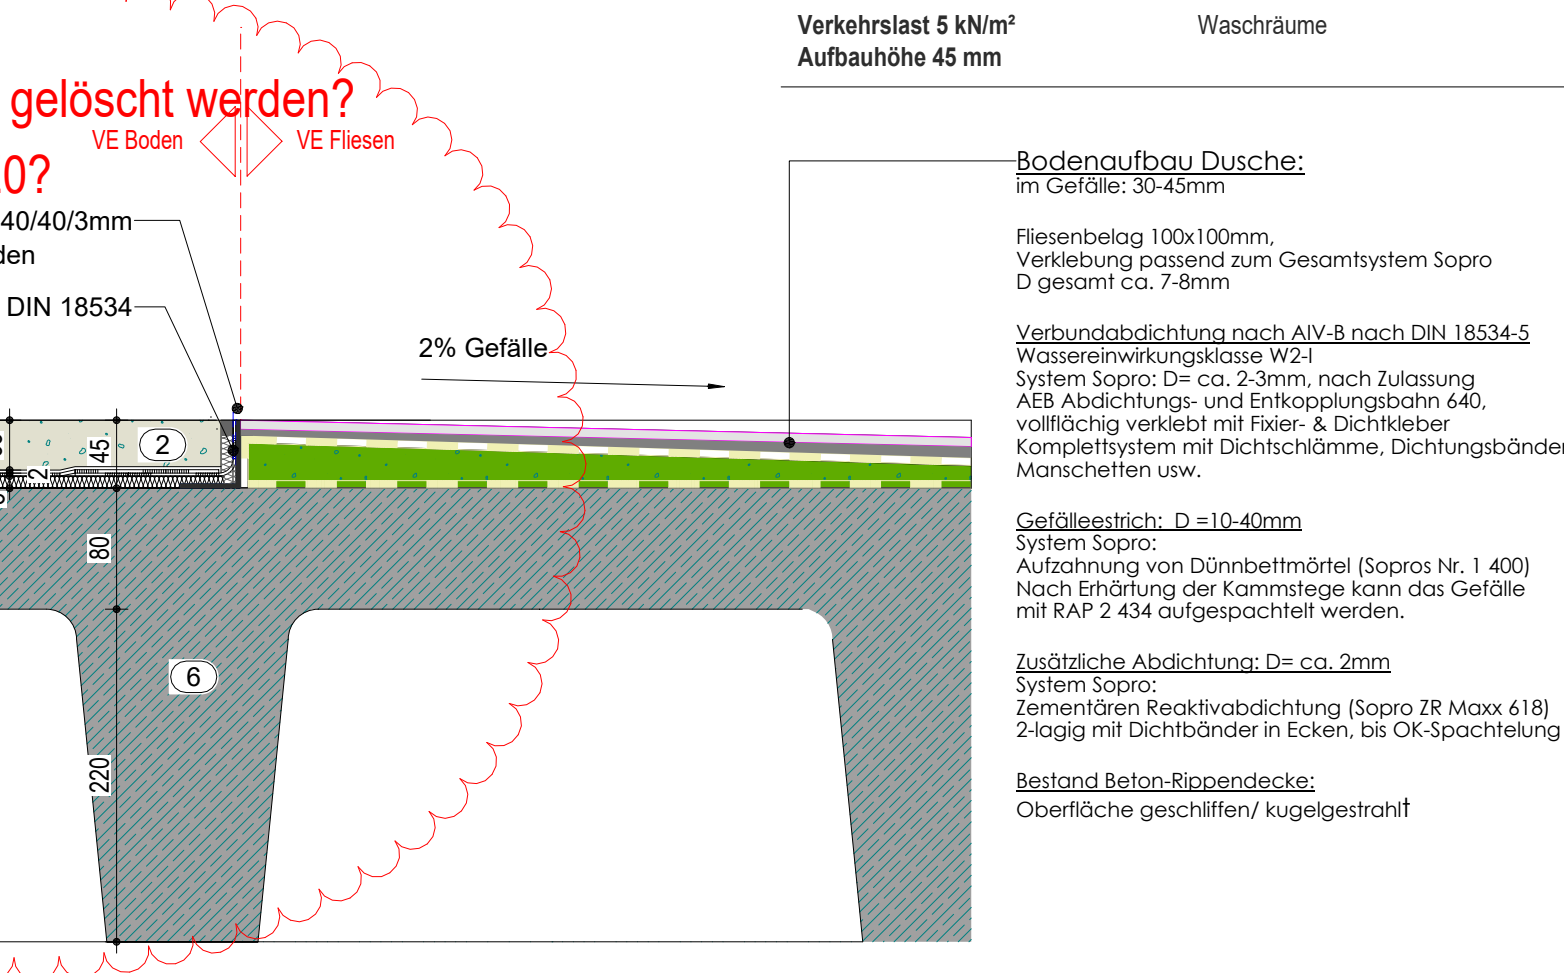 Verkehrslast 5 kN/m²
Waschräume
Aufbauhöhe 45 mm
gelöscht werden?
VE Boden
VE Fliesen
0?
40/40/3mm
den
DIN 18534
2% Gefälle
45
2
2
80
6
220
Bodenaufbau Dusche:
im Gefälle: 30-45mm
Fliesenbelag 100x100mm,
Verklebung passend zum Gesamtsystem Sopro
D gesamt ca. 7-8mm
Verbundabdichtung nach AIV-B nach DIN 18534-5
Wassereinwirkungsklasse W2-I
System Sopro: D= ca. 2-3mm, nach Zulassung
AEB Abdichtungs- und Entkopplungsbahn 640,
vollflächig verklebt mit Fixier- & Dichtkleber
Komplettsystem mit Dichtschlämme, Dichtungsbänder
Manschetten usw.
Gefälleestrich: D =10-40mm
System Sopro:
Aufzahnung von Dünnbettmörtel (Sopros Nr. 1 400)
Nach Erhärtung der Kammstege kann das Gefälle
mit RAP 2 434 aufgespachtelt werden.
Zusätzliche Abdichtung: D= ca. 2mm
System Sopro:
Zementären Reaktivabdichtung (Sopro ZR Maxx 618)
2-lagig mit Dichtbänder in Ecken, bis OK-Spachtelung
Bestand Beton-Rippendecke:
Oberfläche geschliffen/ kugelgestrahlt